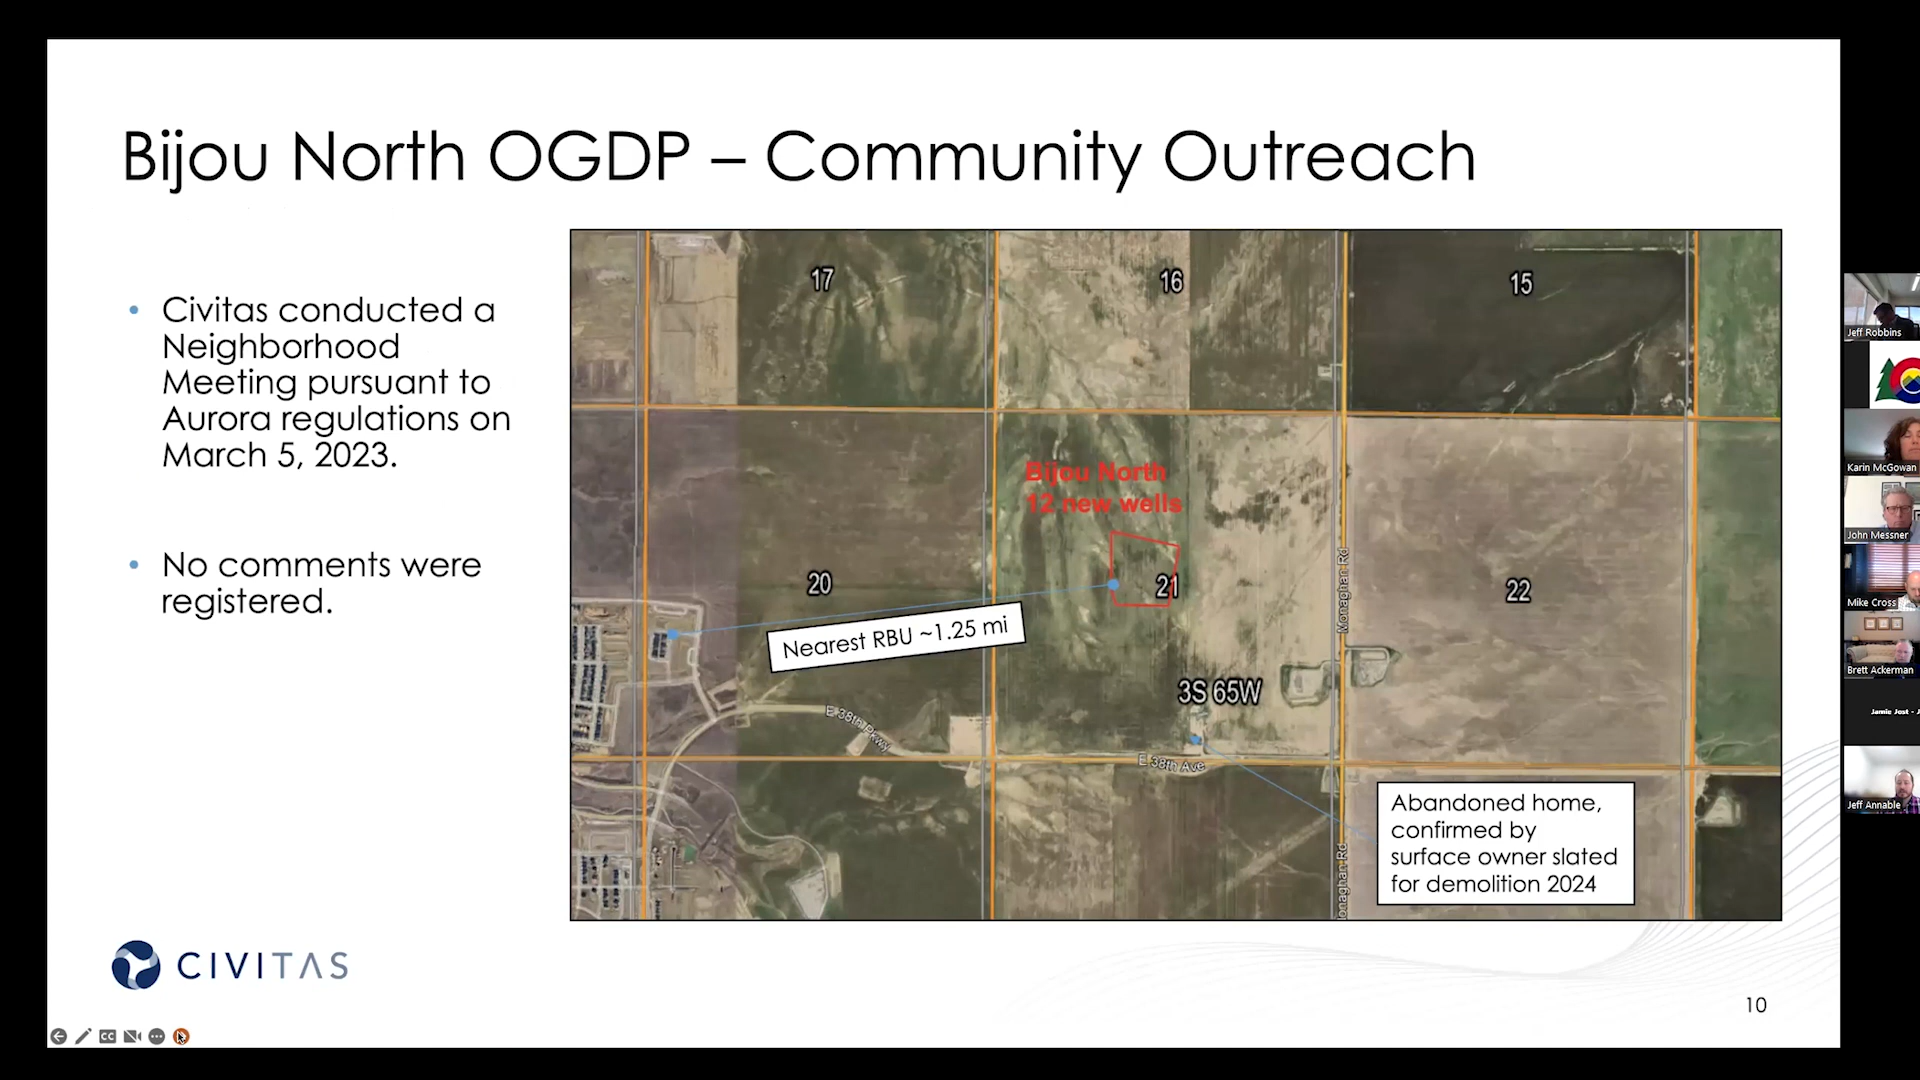 Bijou North OGDP – Community Outreach
• Civitas conducted a
Neighborhood
Meeting pursuant to
Aurora regulations on
March 5, 2023.
• No comments were
registered.
17
16
15
Bijou North
12 new wells
20
21
22
Nearest RBU ~1.25 mi
Monaghan Rd
3S 65W
E 38th Pkwy
E 38th Ave
Monaghan Rd
Abandoned home,
confirmed by
surface owner slated
for demolition 2024
CIVITAS
10
CC
Jeff Robbins
Karin McGowan
John Messner
Mike Cross
Brett Ackerman
Jamie Jost - J
Jeff Annable